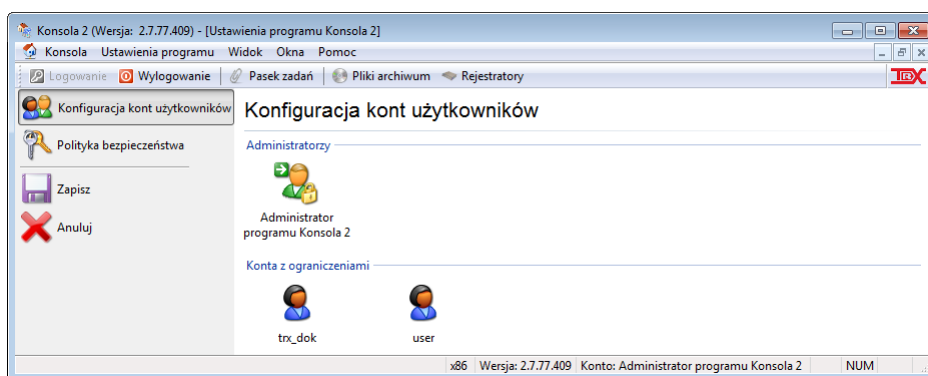 Konsola 2 (Wersja: 2.7.77.409) - [Ustawienia programu Konsola 2]
Konsola Ustawienia programu Widok Okna Pomoc
Logowanie Wylogowanie Pasek zadań Pliki archiwum Rejestratory TRX
Konfiguracja kont użytkowników
Polityka bezpieczeństwa
Zapisz
Anuluj
Konfiguracja kont użytkowników
Administratorzy
Administrator
programu Konsola 2
Konta z ograniczeniami
trx_dok user
x86 Wersja: 2.7.77.409 Konto: Administrator programu Konsola 2 NUM